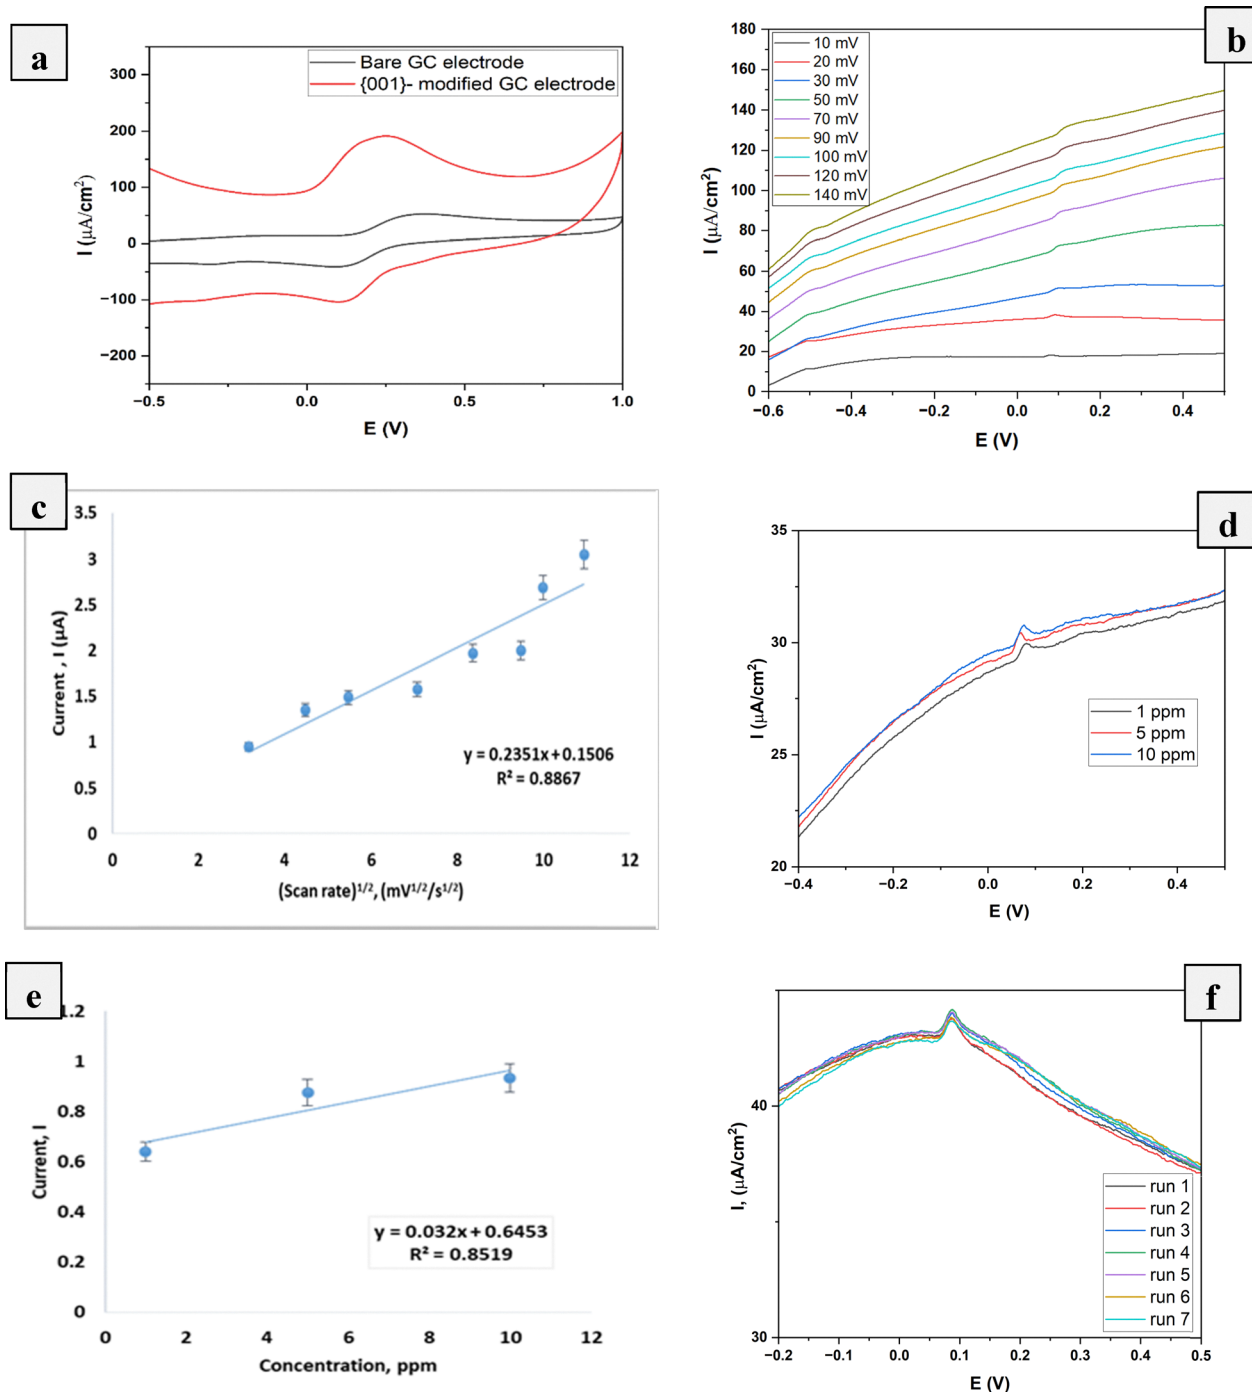 a
350
300
200
100
0
−100
−200
−0.5
0.0
0.5
1.0
I (μA/cm²)
E (V)
Bare GC electrode
{001}- modified GC electrode
b
180
160
140
120
100
80
60
40
20
0
−0.6
−0.4
−0.2
0.0
0.2
0.4
I (μA/cm²)
E (V)
10 mV
20 mV
30 mV
50 mV
70 mV
90 mV
100 mV
120 mV
140 mV
c
3.5
3
2.5
2
1.5
1
0.5
0
0 2 4 6 8 10 12
Current , I (μA)
(Scan rate)¹ᐟ², (mV¹ᐟ²/s¹ᐟ²)
y = 0.2351x + 0.1506
R² = 0.8867
d
35
30
25
20
−0.4
−0.2
0.0
0.2
0.4
I (μA/cm²)
E (V)
1 ppm
5 ppm
10 ppm
e
1.2
1
0.8
0.6
0.4
0.2
0
0 2 4 6 8 10 12
Current, I
Concentration, ppm
y = 0.032x + 0.6453
R² = 0.8519
f
40
30
−0.2 −0.1 0.0 0.1 0.2 0.3 0.4 0.5
I, (μA/cm²)
E (V)
run 1
run 2
run 3
run 4
run 5
run 6
run 7